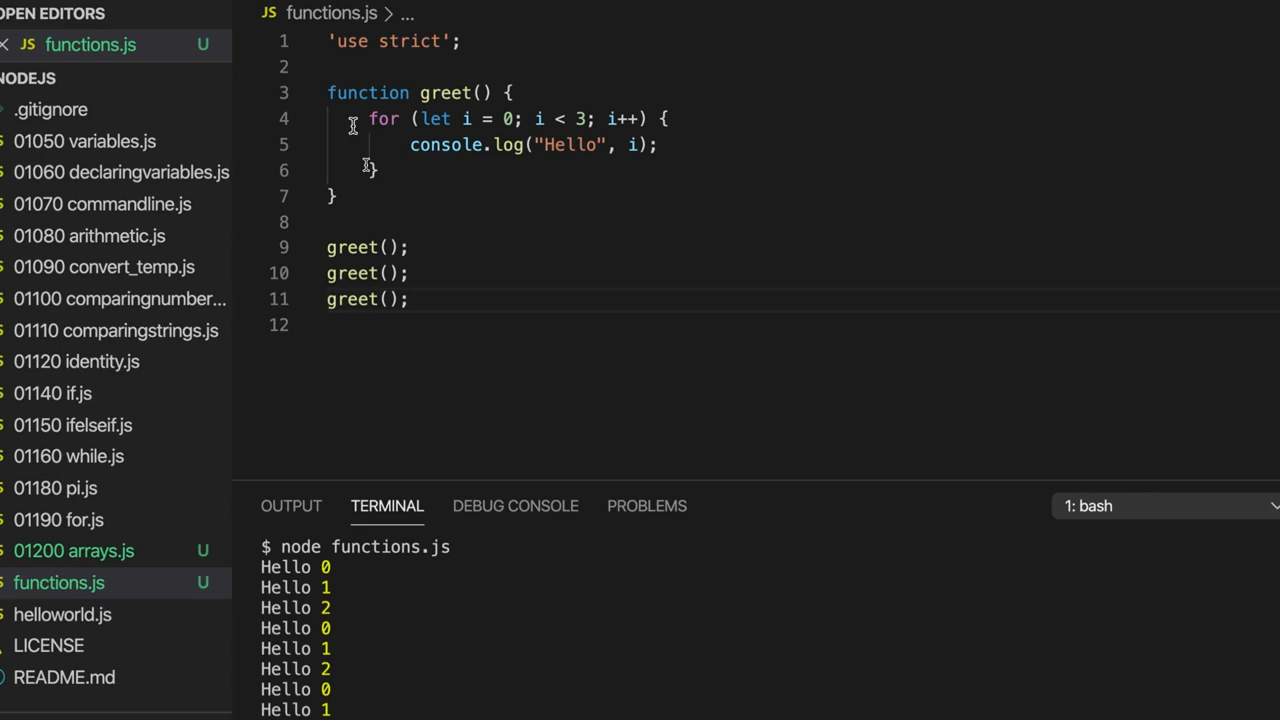 OPEN EDITORS
JS functions.js U
NODEJS
.gitignore
01050 variables.js
01060 declaringvariables.js
01070 commandline.js
01080 arithmetic.js
01090 convert_temp.js
01100 comparingnumber...
01110 comparingstrings.js
01120 identity.js
01140 if.js
01150 ifelseif.js
01160 while.js
01180 pi.js
01190 for.js
01200 arrays.js U
functions.js U
helloworld.js
LICENSE
README.md
JS functions.js > ...
1 'use strict';
2
3 function greet() {
4 for (let i = 0; i < 3; i++) {
5 console.log("Hello", i);
6 }
7 }
8
9 greet();
10 greet();
11 greet();
12
OUTPUT TERMINAL DEBUG CONSOLE PROBLEMS 1: bash
$ node functions.js
Hello 0
Hello 1
Hello 2
Hello 0
Hello 1
Hello 2
Hello 0
Hello 1